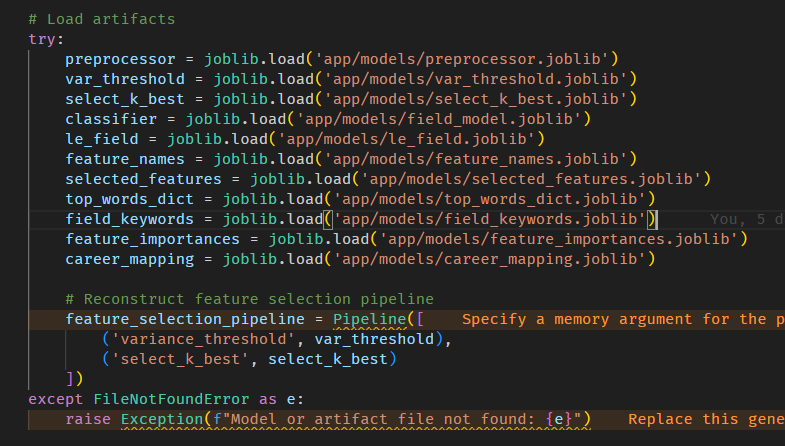 # Load artifacts
try:
    preprocessor = joblib.load('app/models/preprocessor.joblib')
    var_threshold = joblib.load('app/models/var_threshold.joblib')
    select_k_best = joblib.load('app/models/select_k_best.joblib')
    classifier = joblib.load('app/models/field_model.joblib')
    le_field = joblib.load('app/models/le_field.joblib')
    feature_names = joblib.load('app/models/feature_names.joblib')
    selected_features = joblib.load('app/models/selected_features.joblib')
    top_words_dict = joblib.load('app/models/top_words_dict.joblib')
    field_keywords = joblib.load('app/models/field_keywords.joblib') You, 5 d
    feature_importances = joblib.load('app/models/feature_importances.joblib')
    career_mapping = joblib.load('app/models/career_mapping.joblib')
    # Reconstruct feature selection pipeline
    feature_selection_pipeline = Pipeline([ Specify a memory argument for the p
        ('variance_threshold', var_threshold),
        ('select_k_best', select_k_best)
    ])
except FileNotFoundError as e:
    raise Exception(f"Model or artifact file not found: {e}") Replace this gene